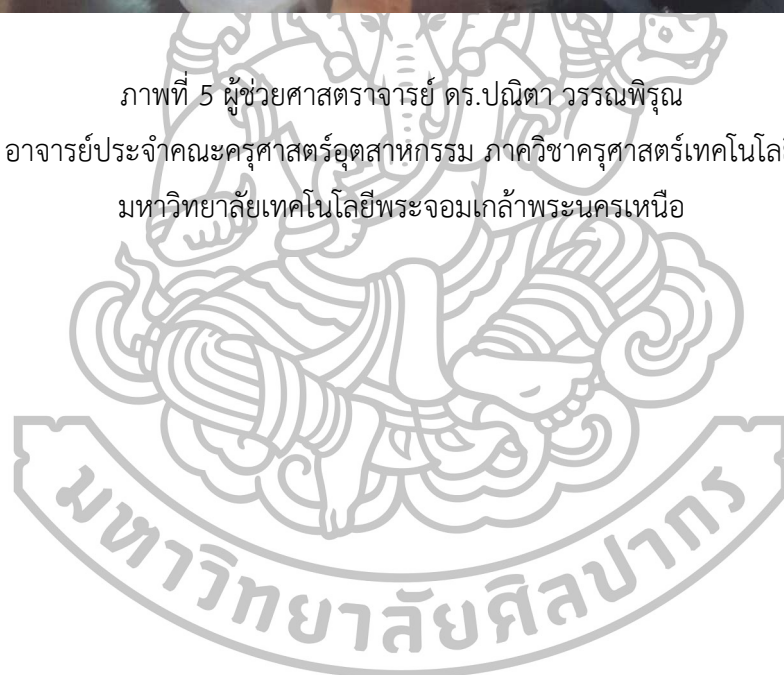 ภาพที่ 5 ผู้ช่วยศาสตราจารย์ ดร.ปณิตา วรรณพิรุณ
อาจารย์ประจำคณะครุศาสตร์อุตสาหกรรม ภาควิชาครุศาสตร์เทคโนโล
มหาวิทยาลัยเทคโนโลยีพระจอมเกล้าพระนครเหนือ
มหาวิทยาลัยศิลปากร